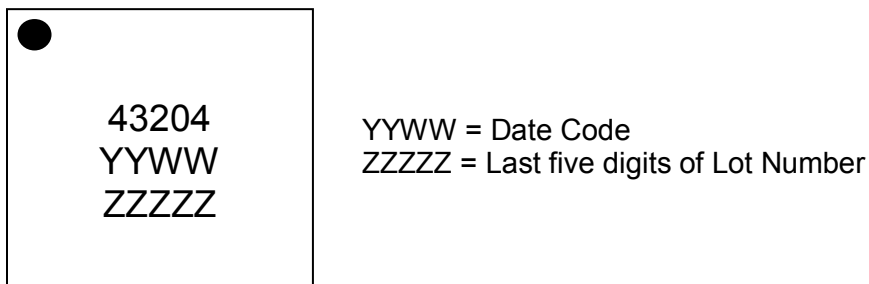 43204
YYWW
ZZZZZ
YYWW = Date Code
ZZZZZ = Last five digits of Lot Number